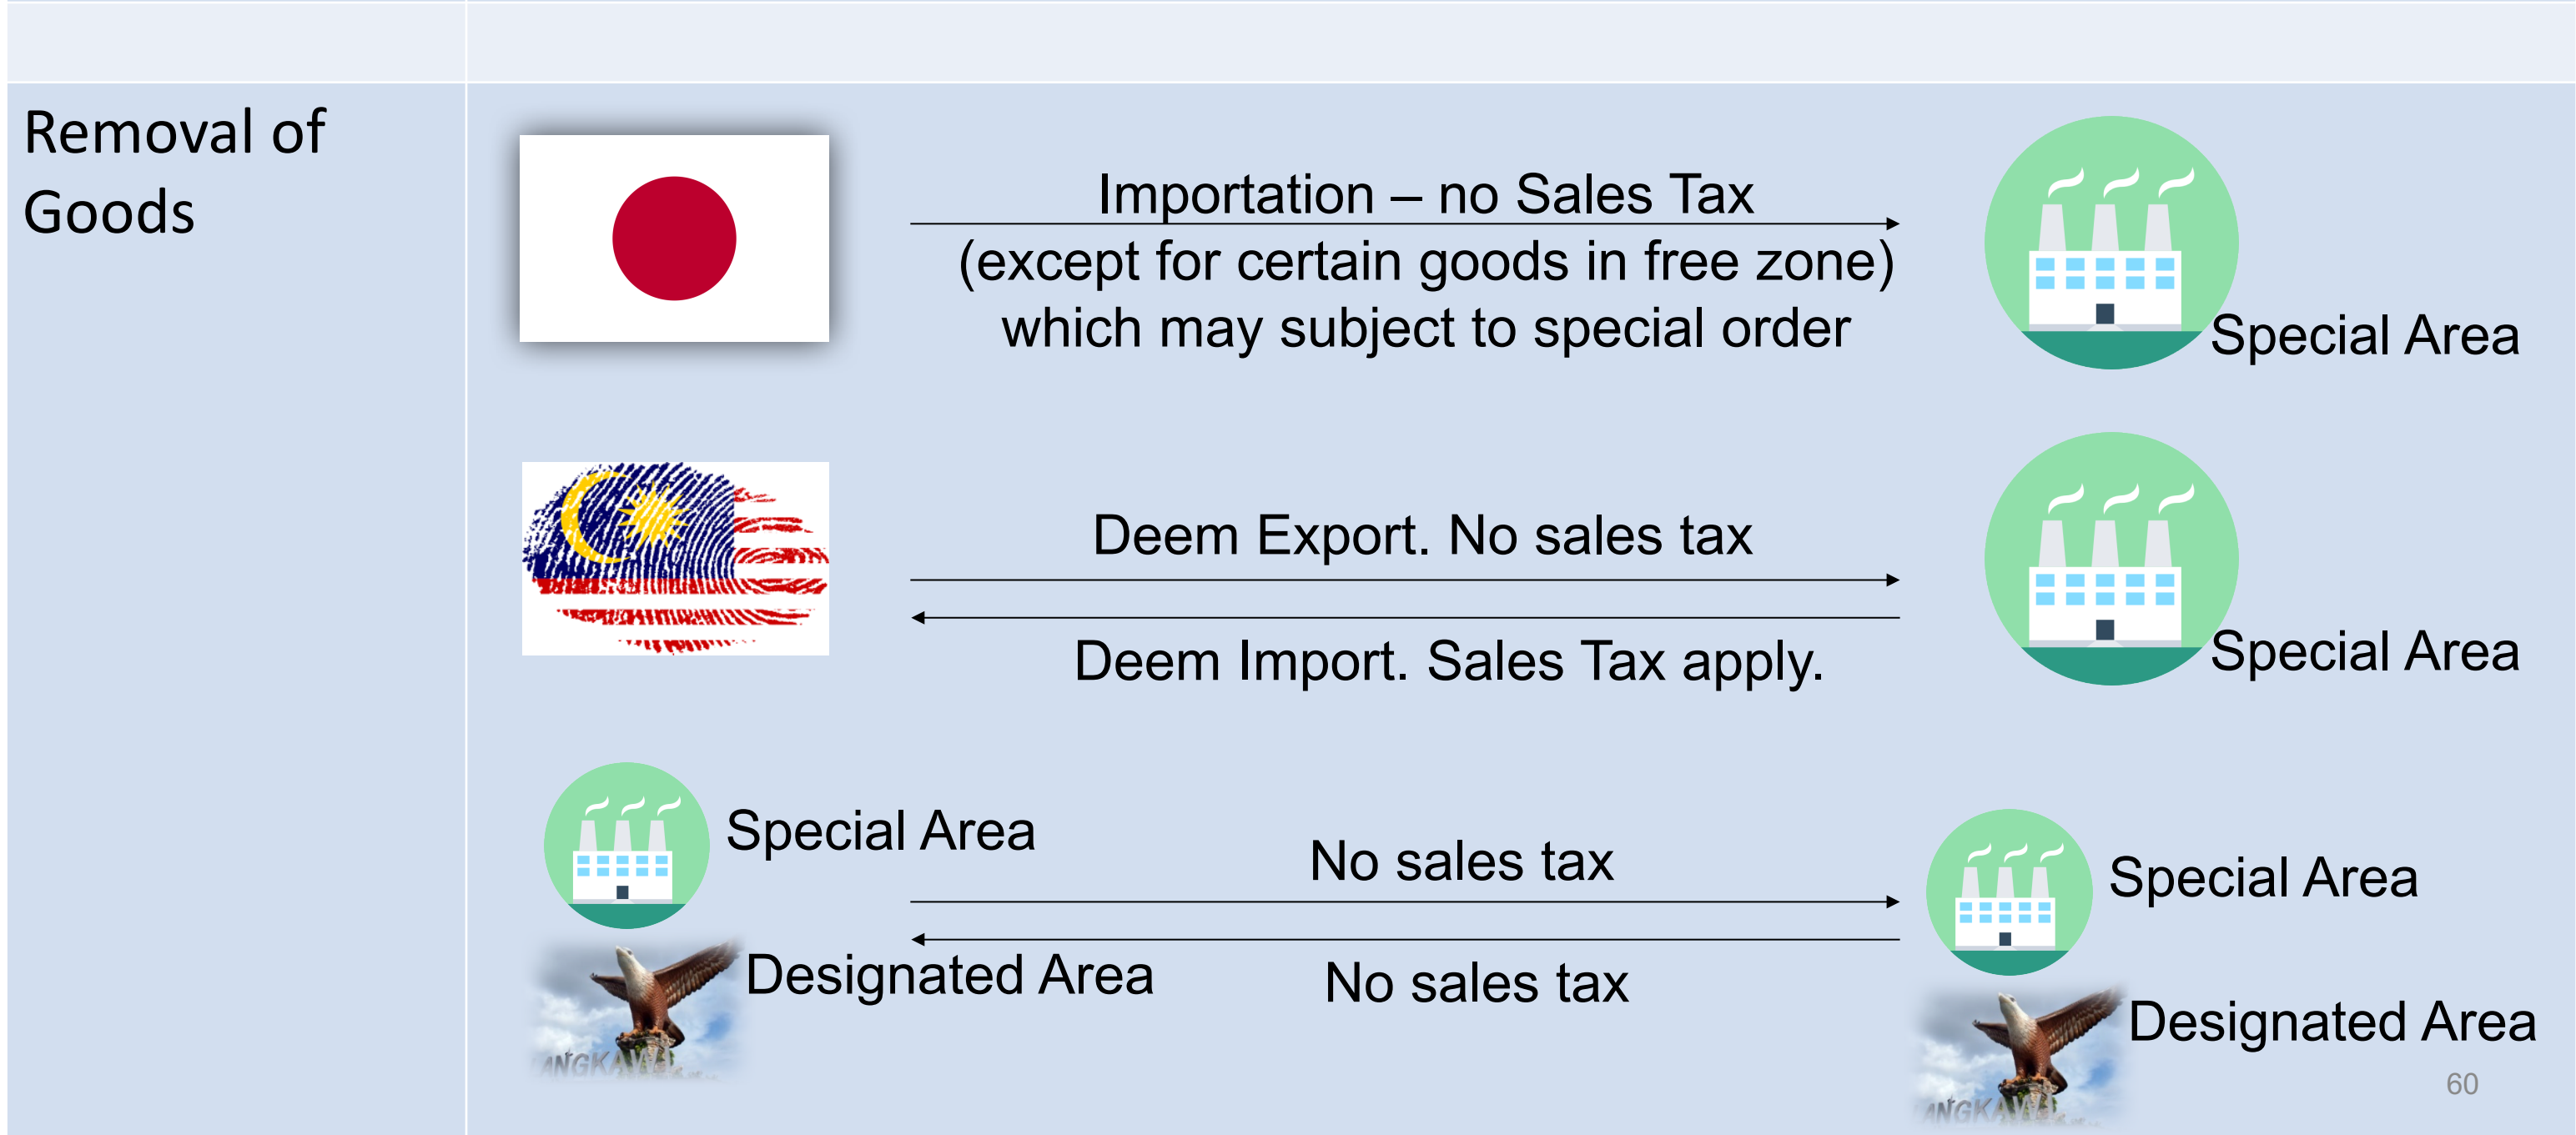 Removal of
Goods
Importation – no Sales Tax
(except for certain goods in free zone)
which may subject to special order
Special Area
Deem Export. No sales tax
Deem Import. Sales Tax apply.
Special Area
Special Area
Designated Area
No sales tax
No sales tax
Special Area
Designated Area
ANGKAWI
ANGKAWI
60